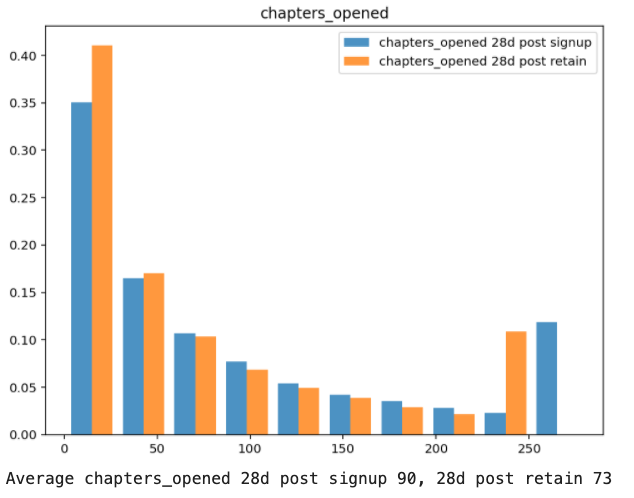 chapters_opened
chapters_opened 28d post signup
chapters_opened 28d post retain
0.40
0.35
0.30
0.25
0.20
0.15
0.10
0.05
0.00
0 50 100 150 200 250
Average chapters_opened 28d post signup 90, 28d post retain 73